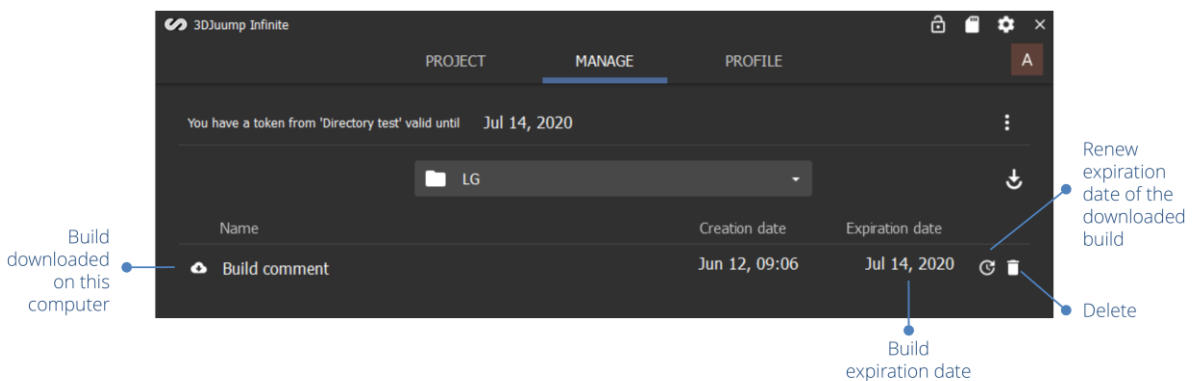 3DJuump Infinite
PROJECT MANAGE PROFILE
A
You have a token from 'Directory test' valid until Jul 14, 2020
LG
Name Creation date Expiration date
Build comment Jun 12, 09:06 Jul 14, 2020
Build
downloaded
on this
computer
Renew
expiration
date of the
downloaded
build
Delete
Build
expiration date